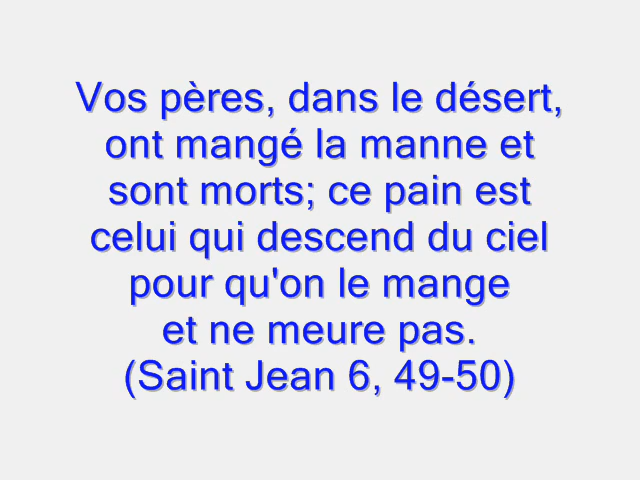 Vos pères, dans le désert,
ont mangé la manne et
sont morts; ce pain est
celui qui descend du ciel
pour qu'on le mange
et ne meure pas.
(Saint Jean 6, 49-50)